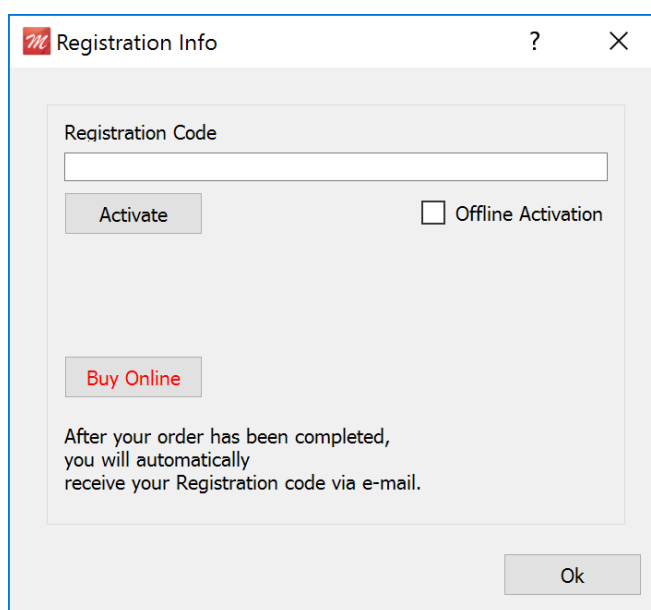 Registration Info
?
Registration Code
Activate
Offline Activation
Buy Online
After your order has been completed,
you will automatically
receive your Registration code via e-mail.
Ok